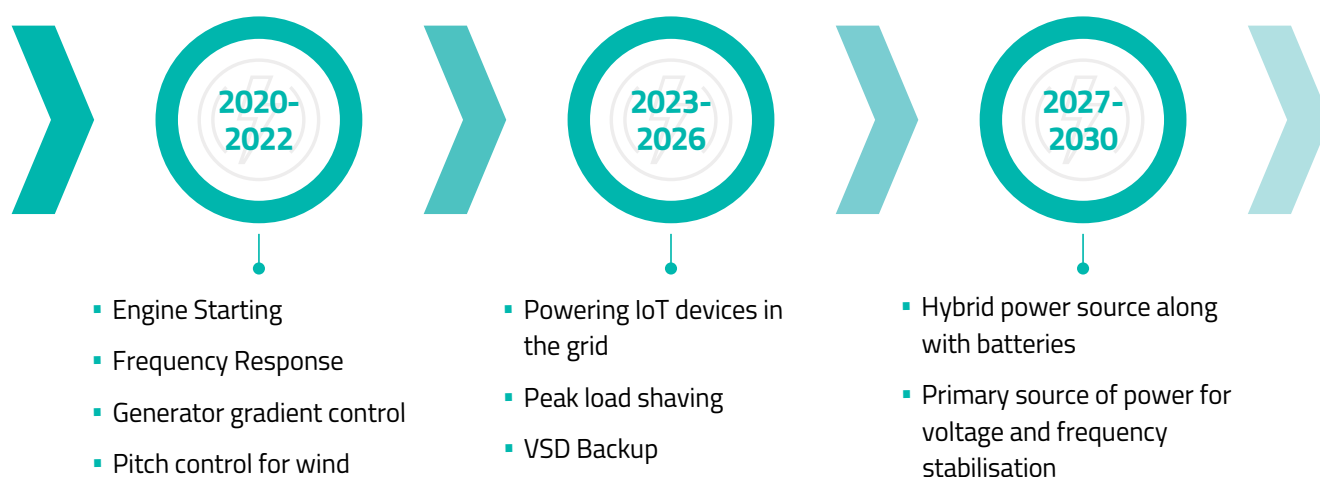 2020-
2022
2023-
2026
2027-
2030
▪ Engine Starting
▪ Frequency Response
▪ Generator gradient control
▪ Pitch control for wind
▪ Powering IoT devices in
the grid
▪ Peak load shaving
▪ VSD Backup
▪ Hybrid power source along
with batteries
▪ Primary source of power for
voltage and frequency
stabilisation